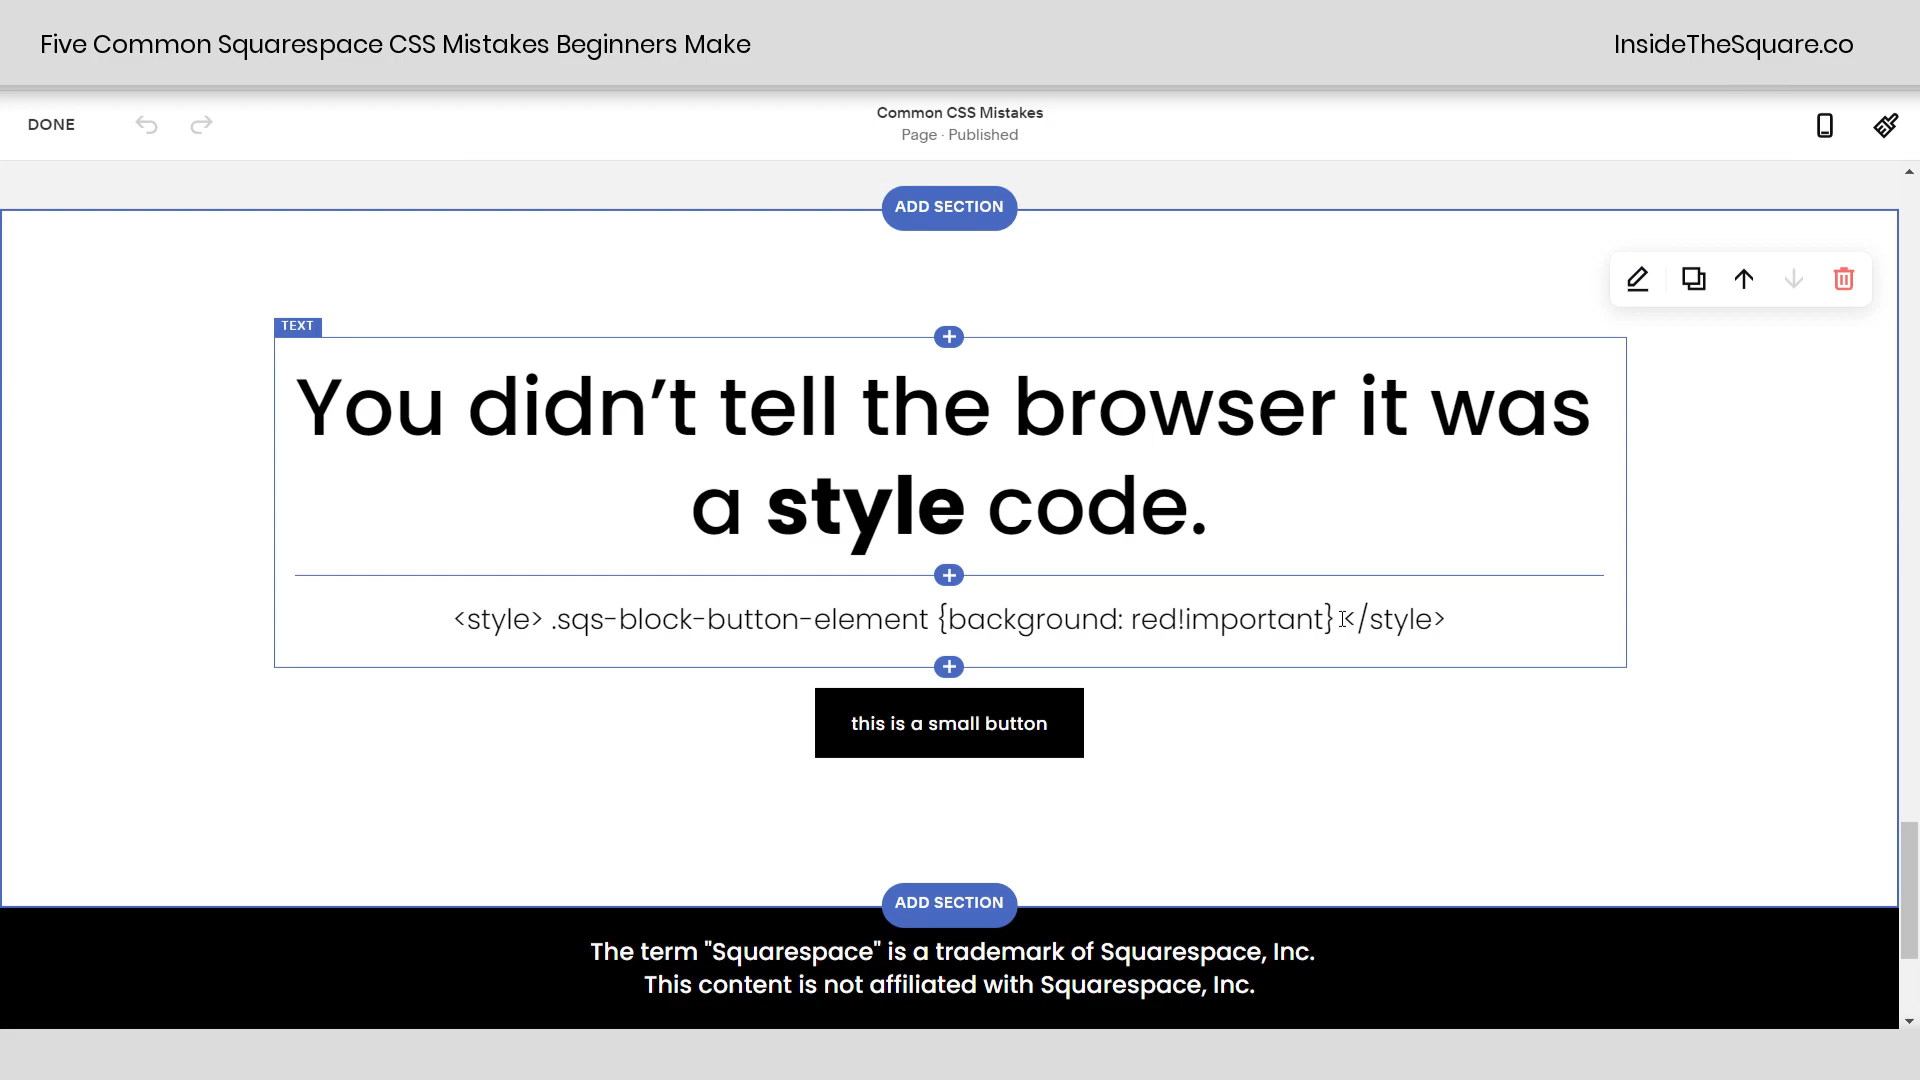 Five Common Squarespace CSS Mistakes Beginners Make
InsideTheSquare.co
DONE
Common CSS Mistakes
Page · Published
ADD SECTION
TEXT
You didn’t tell the browser it was
a style code.
<style> .sqs-block-button-element {background: red!important} </style>
this is a small button
ADD SECTION
The term "Squarespace" is a trademark of Squarespace, Inc.
This content is not affiliated with Squarespace, Inc.